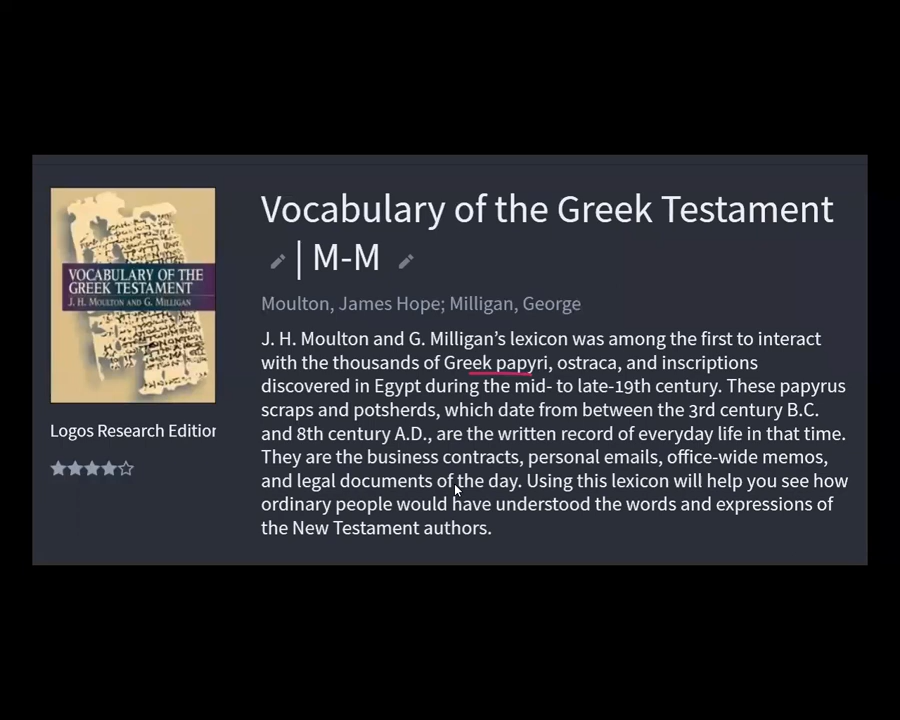 Vocabulary of the Greek Testament
| M-M
Moulton, James Hope; Milligan, George
J. H. Moulton and G. Milligan’s lexicon was among the first to interact
with the thousands of Greek papyri, ostraca, and inscriptions
discovered in Egypt during the mid- to late-19th century. These papyrus
scraps and potsherds, which date from between the 3rd century B.C.
and 8th century A.D., are the written record of everyday life in that time.
They are the business contracts, personal emails, office-wide memos,
and legal documents of the day. Using this lexicon will help you see how
ordinary people would have understood the words and expressions of
the New Testament authors.
VOCABULARY OF THE
GREEK TESTAMENT
J. H. MOULTON AND G. MILLIGAN
Logos Research Edition